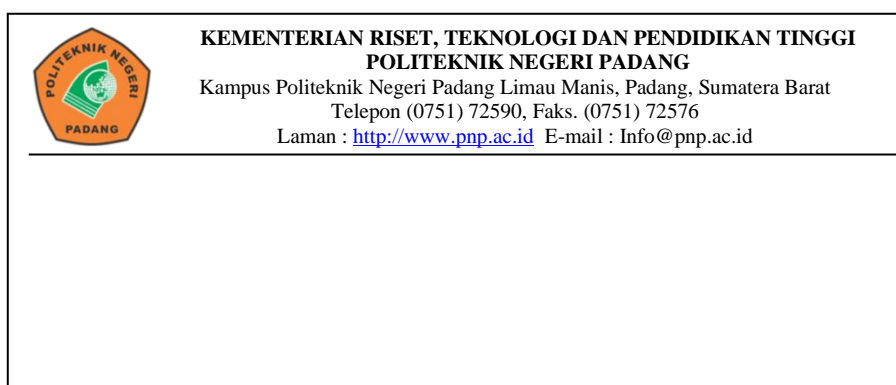 POLITEKNIK NEGERI
PADANG
KEMENTERIAN RISET, TEKNOLOGI DAN PENDIDIKAN TINGGI
POLITEKNIK NEGERI PADANG
Kampus Politeknik Negeri Padang Limau Manis, Padang, Sumatera Barat
Telepon (0751) 72590, Faks. (0751) 72576
Laman : http://www.pnp.ac.id E-mail : Info@pnp.ac.id